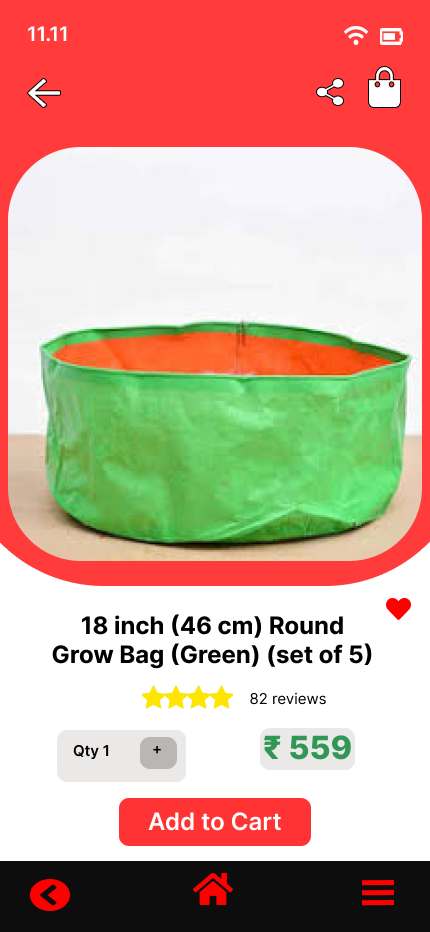 11.11
18 inch (46 cm) Round
Grow Bag (Green) (set of 5)
82 reviews
Qty 1
+
₹ 559
Add to Cart